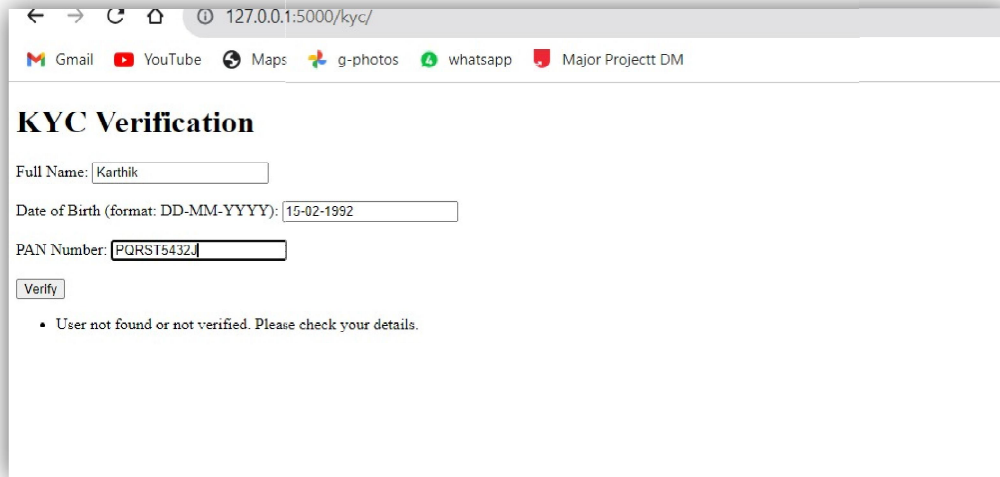 127.0.0.1:5000/kyc/
Gmail YouTube Maps g-photos whatsapp Major Projectt DM
KYC Verification
Full Name: Karthik
Date of Birth (format: DD-MM-YYYY): 15-02-1992
PAN Number: PQRST5432J
Verify
User not found or not verified. Please check your details.